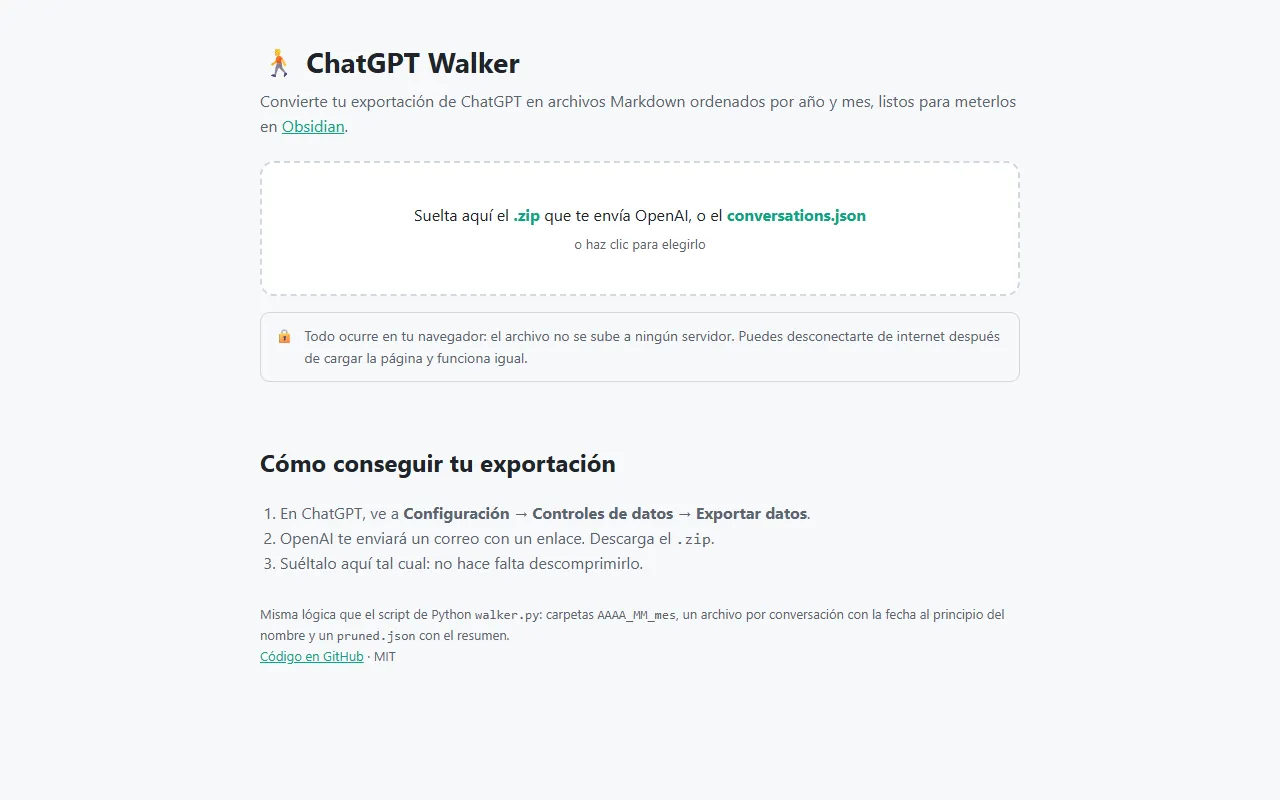 ChatGPT Walker
Convierte tu exportación de ChatGPT en archivos Markdown ordenados por año y mes, listos para meterlos
en Obsidian.
Suelta aquí el .zip que te envía OpenAI, o el conversations.json
o haz clic para elegirlo
Todo ocurre en tu navegador: el archivo no se sube a ningún servidor. Puedes desconectarte de internet después
de cargar la página y funciona igual.
Cómo conseguir tu exportación
1. En ChatGPT, ve a Configuración → Controles de datos → Exportar datos.
2. OpenAI te enviará un correo con un enlace. Descarga el .zip.
3. Suéltalo aquí tal cual: no hace falta descomprimirlo.
Misma lógica que el script de Python walker.py: carpetas AAAA_MM_mes, un archivo por conversación con la fecha al principio del
nombre y un pruned.json con el resumen.
Código en GitHub · MIT